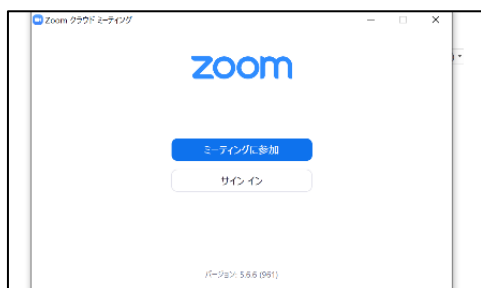 Zoom クラウド ミーティング
zoom
ミーティングに参加
サイン イン
バージョン: 5.6.6 (961)